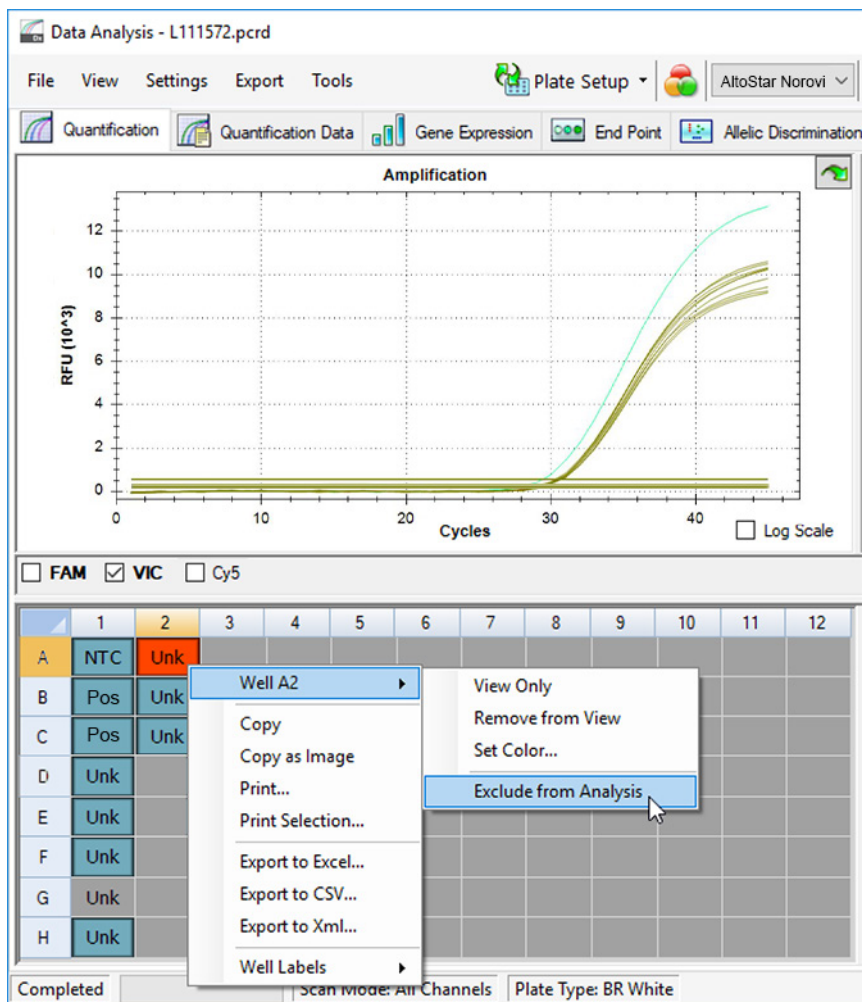 Data Analysis - L111572.pcrd
File View Settings Export Tools Plate Setup AltoStar Norovi
Quantification Quantification Data Gene Expression End Point Allelic Discrimination
Amplification
RFU (10^3)
12
10
8
6
4
2
0
0 10 20 30 40
Cycles
Log Scale
FAM VIC Cy5
1 2 3 4 5 6 7 8 9 10 11 12
A NTC Unk
B Pos Unk
C Pos Unk
D Unk
E Unk
F Unk
G Unk
H Unk
Well A2
Copy
Copy as Image
Print...
Print Selection...
Export to Excel...
Export to CSV...
Export to Xml...
Well Labels
View Only
Remove from View
Set Color...
Exclude from Analysis
Completed Scan Mode: All Channels Plate Type: BR White